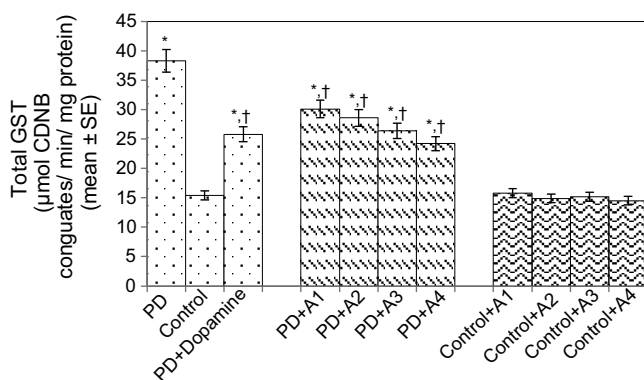 Total GST
(µmol CDNB
conguates/ min/ mg protein)
(mean ± SE)
45
40
35
30
25
20
15
10
5
0
*
*,†
*,†
*,†
*,†
*,†
PD
Control
PD+Dopamine
PD+A1
PD+A2
PD+A3
PD+A4
Control+A1
Control+A2
Control+A3
Control+A4